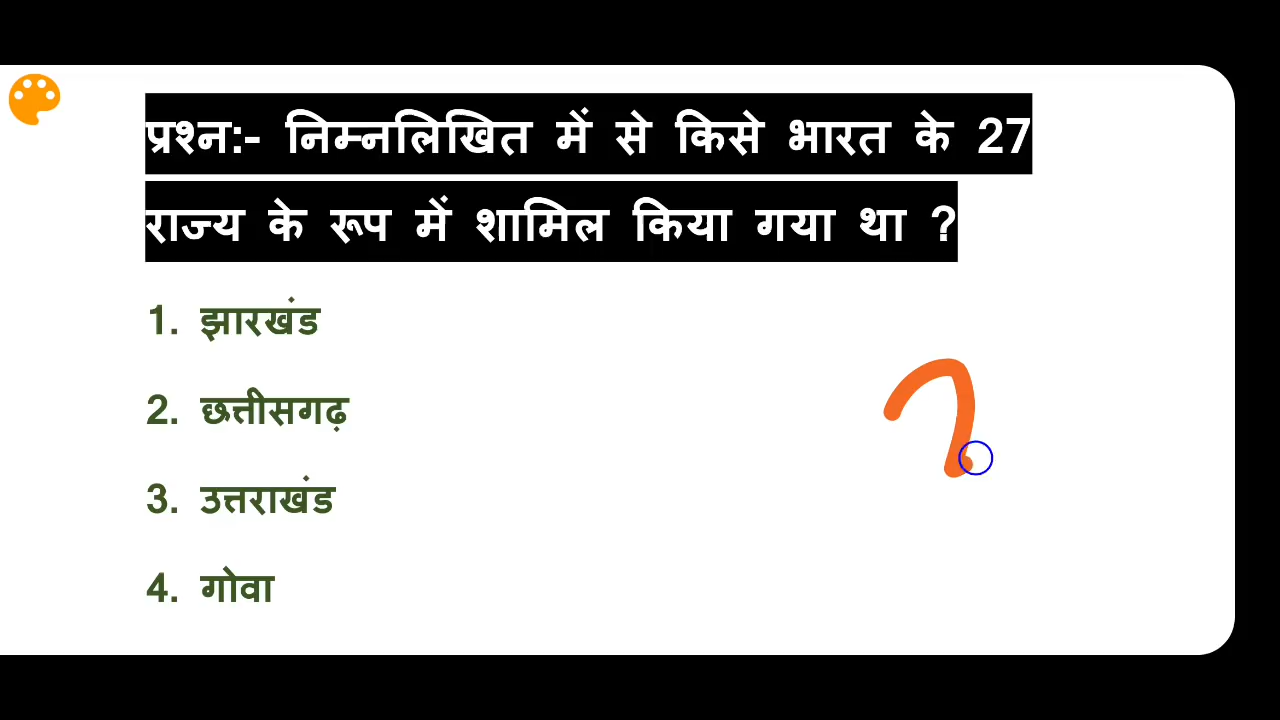 प्रश्न:- निम्नलिखित में से किसे भारत के 27
राज्य के रूप में शामिल किया गया था ?
1. झारखंड
2. छत्तीसगढ़
3. उत्तराखंड
4. गोवा